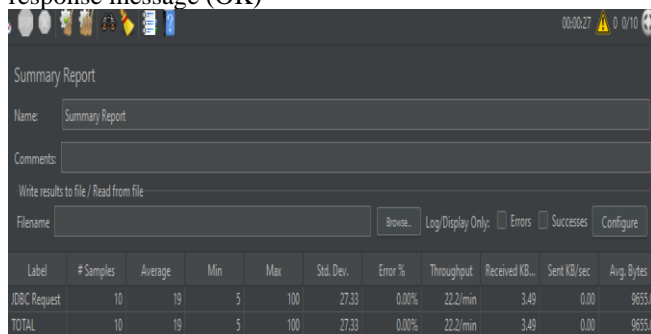 response message (OK)
00:00:27 0 0/10
Summary Report
Name: Summary Report
Comments:
Write results to file / Read from file
Filename Browse... Log/Display Only: Errors Successes Configure
Label # Samples Average Min Max Std. Dev. Error % Throughput Received KB... Sent KB/sec Avg. Bytes
JDBC Request 10 19 5 100 27.33 0.00% 22.2/min 3.49 0.00 9655.
TOTAL 10 19 5 100 27.33 0.00% 22.2/min 3.49 0.00 9655.